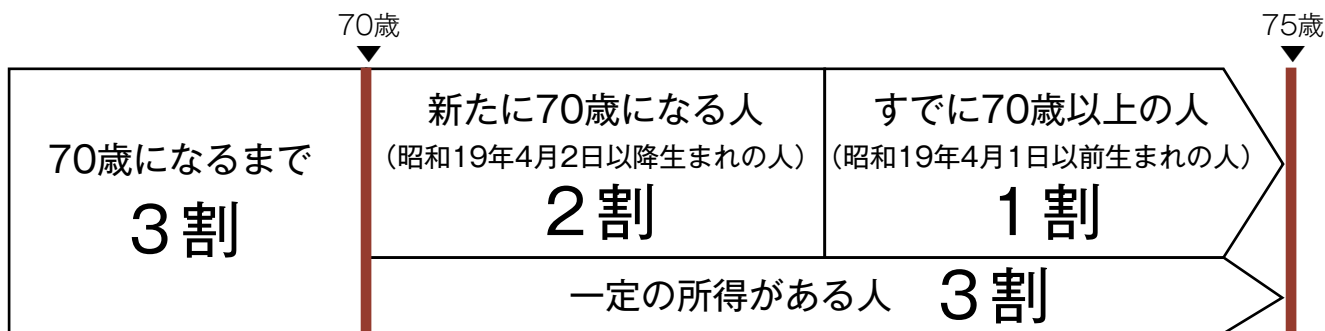 70歳
75歳
70歳になるまで
3割
新たに70歳になる人
（昭和19年4月2日以降生まれの人）
2割
すでに70歳以上の人
（昭和19年4月1日以前生まれの人）
1割
一定の所得がある人 3割